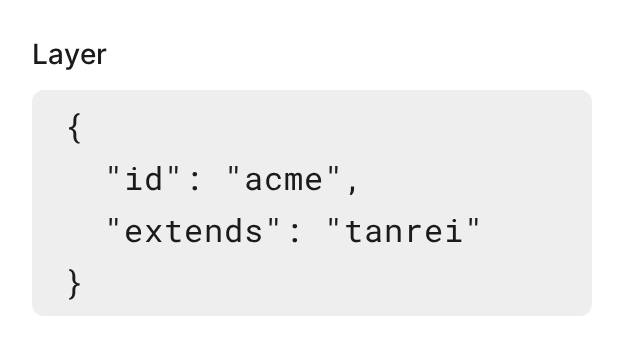 Layer
{
  "id": "acme",
  "extends": "tanrei"
}